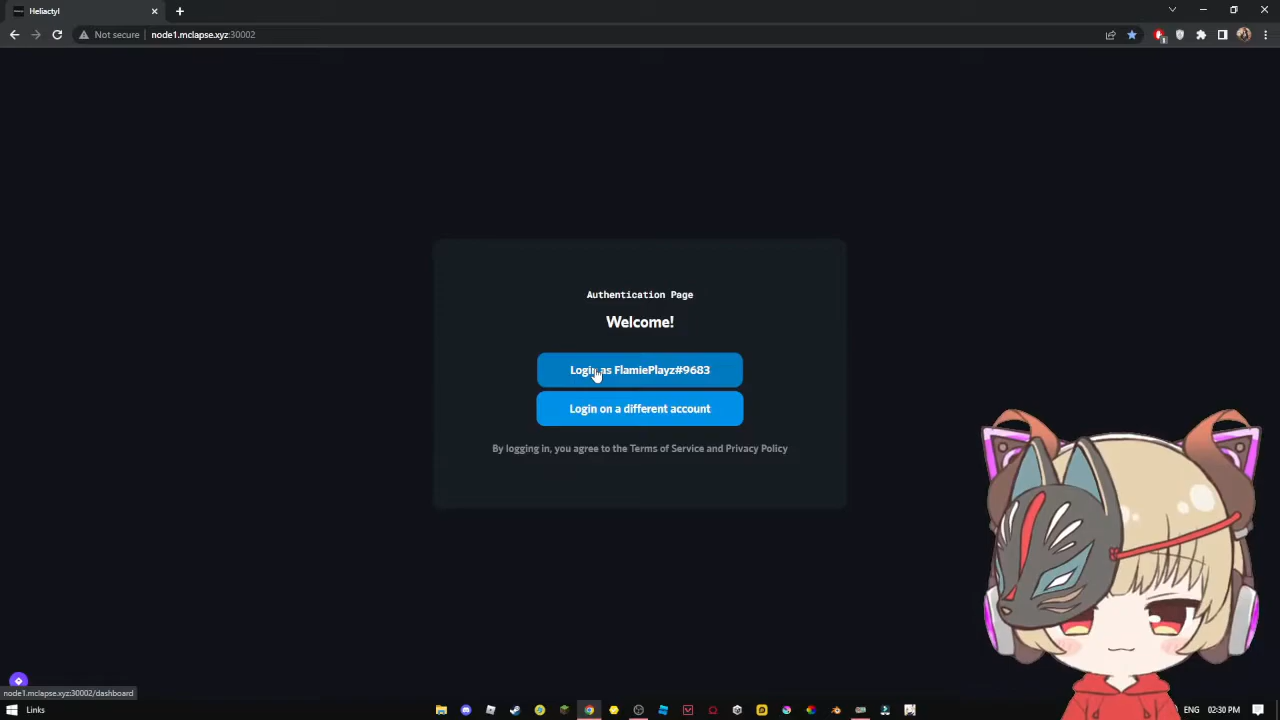 Heliactyl
Not secure
node1.mclapse.xyz:30002
1
Authentication Page
Welcome!
Login as FlamiePlayz#9683
Login on a different account
By logging in, you agree to the Terms of Service and Privacy Policy
node1.mclapse.xyz:30002/dashboard
Links
ENG
02:30 PM